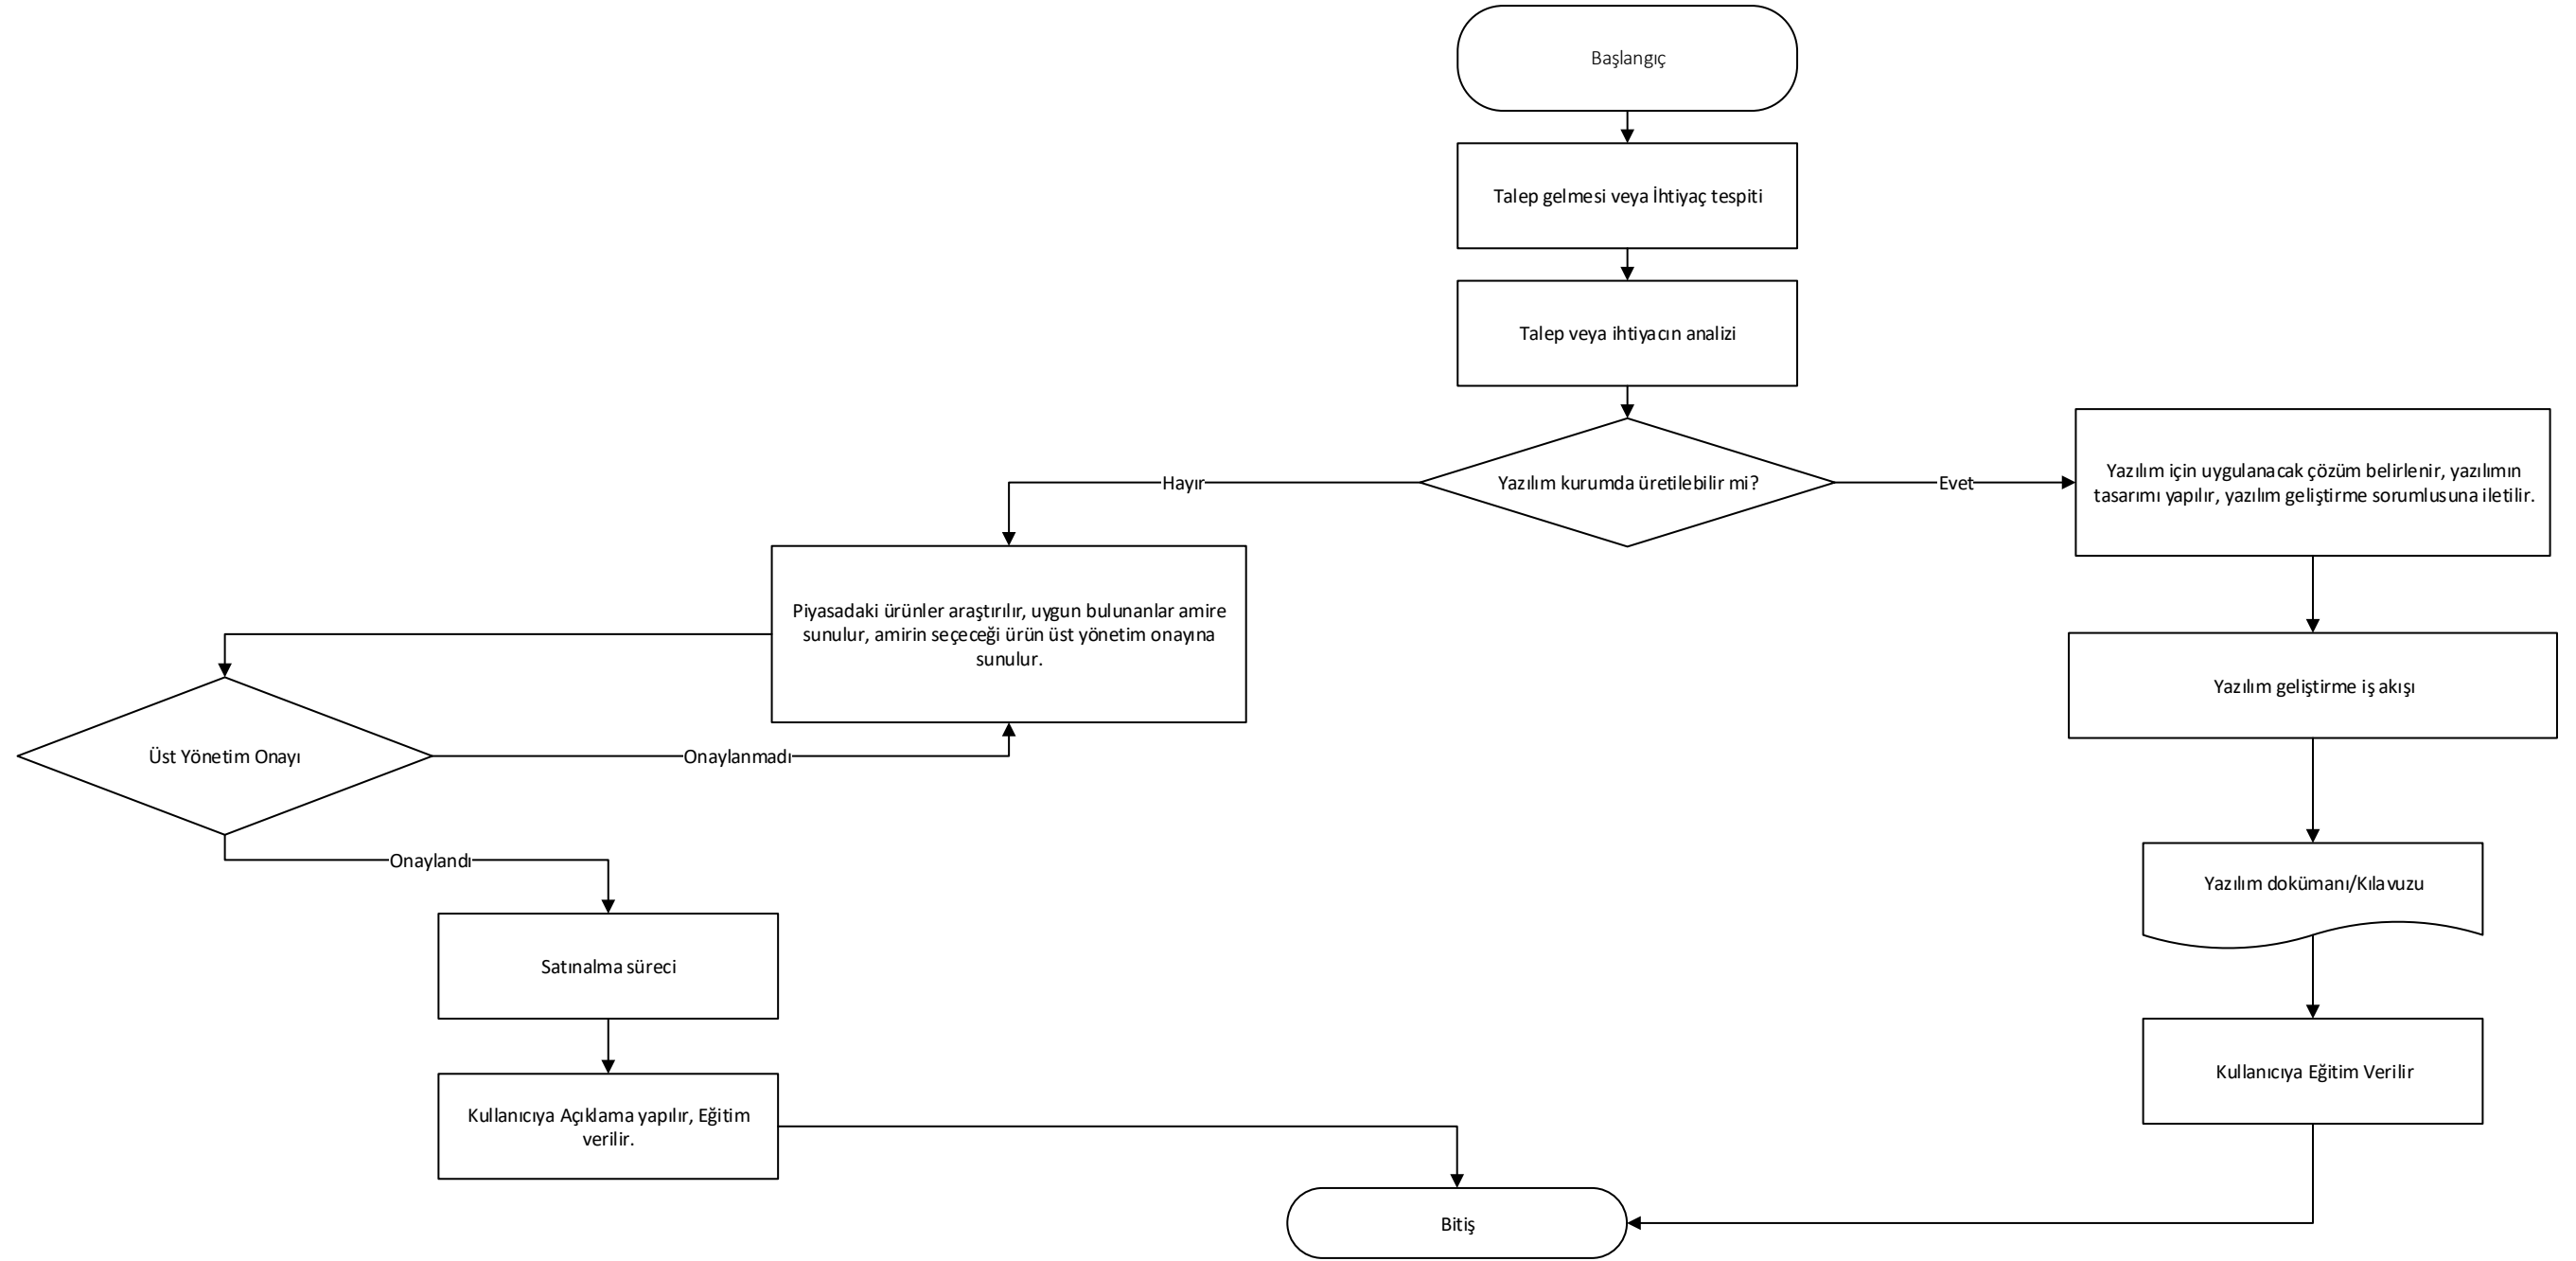 Başlangıç
Talep gelmesi veya İhtiyaç tespiti
Talep veya ihtiyacın analizi
Yazılım kurumda üretilebilir mi?
Hayır
Evet
Yazılım için uygulanacak çözüm belirlenir, yazılımın
tasarımı yapılır, yazılım geliştirme sorumlusuna iletilir.
Piyasadaki ürünler araştırılır, uygun bulunanlar amire
sunulur, amirin seçeceği ürün üst yönetim onayına
sunulur.
Yazılım geliştirme iş akışı
Üst Yönetim Onayı
Onaylanmadı
Onaylandı
Yazılım dokümanı/Kılavuzu
Satınalma süreci
Kullanıcıya Eğitim Verilir
Kullanıcıya Açıklama yapılır, Eğitim
verilir.
Bitiş